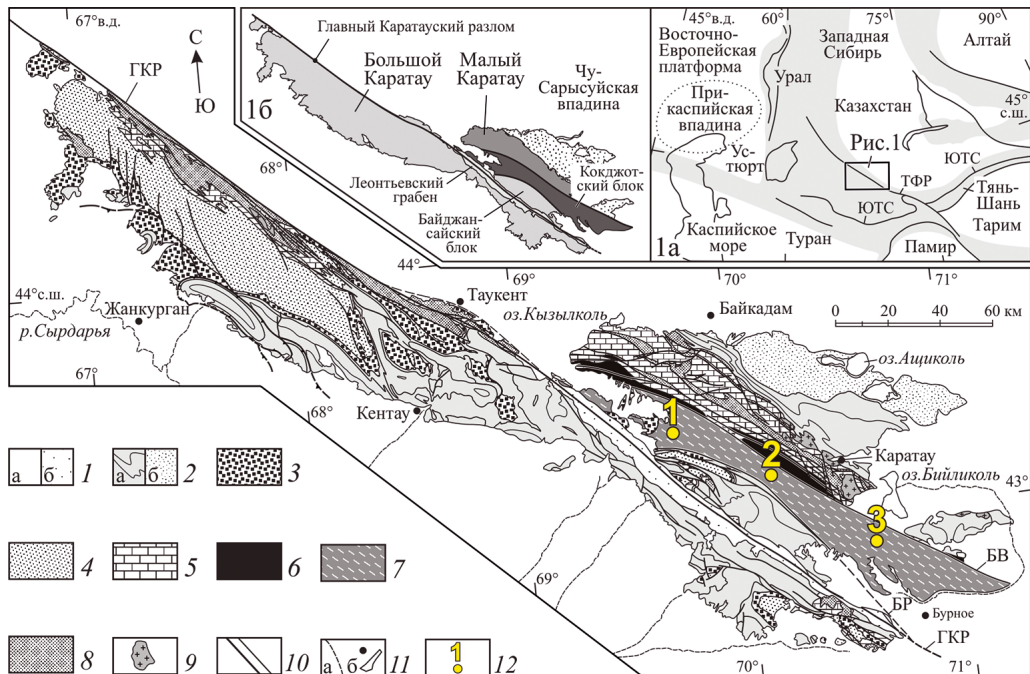 67°в.д.
С
Ю
ГКР
68°
44°
1б
Главный Каратауский разлом
Большой
Каратау
Малый
Каратау
Чу-
Сарысуйская
впадина
Леонтьевский
грабен
Байджан-
сайский
блок
Кокджот-
ский блок
45°в.д.
60°
75°
90°
Восточно-
Европейская
платформа
Западная
Сибирь
Алтай
Урал
При-
каспийская
впадина
Казахстан
45°
с.ш.
Ус-
тюрт
Рис.1
ЮТС
ТФР
Тянь-
Шань
ЮТС
Каспийское
море
Туран
Тарим
1а
Памир
69°
70°
71°
44°с.ш.
Жанкурган
р.Сырдарья
Таукент
оз.Кызылколь
Байкадам
0 20 40 60 км
67°
68°
Кентау
оз.Ащиколь
1
2
3
Каратау
оз.Бийликоль
43°
БВ
БР
Бурное
ГКР
69°
70°
71°
а б 1
а б 2
3
4
5
6
7
8
9
10
а б 11
1 12